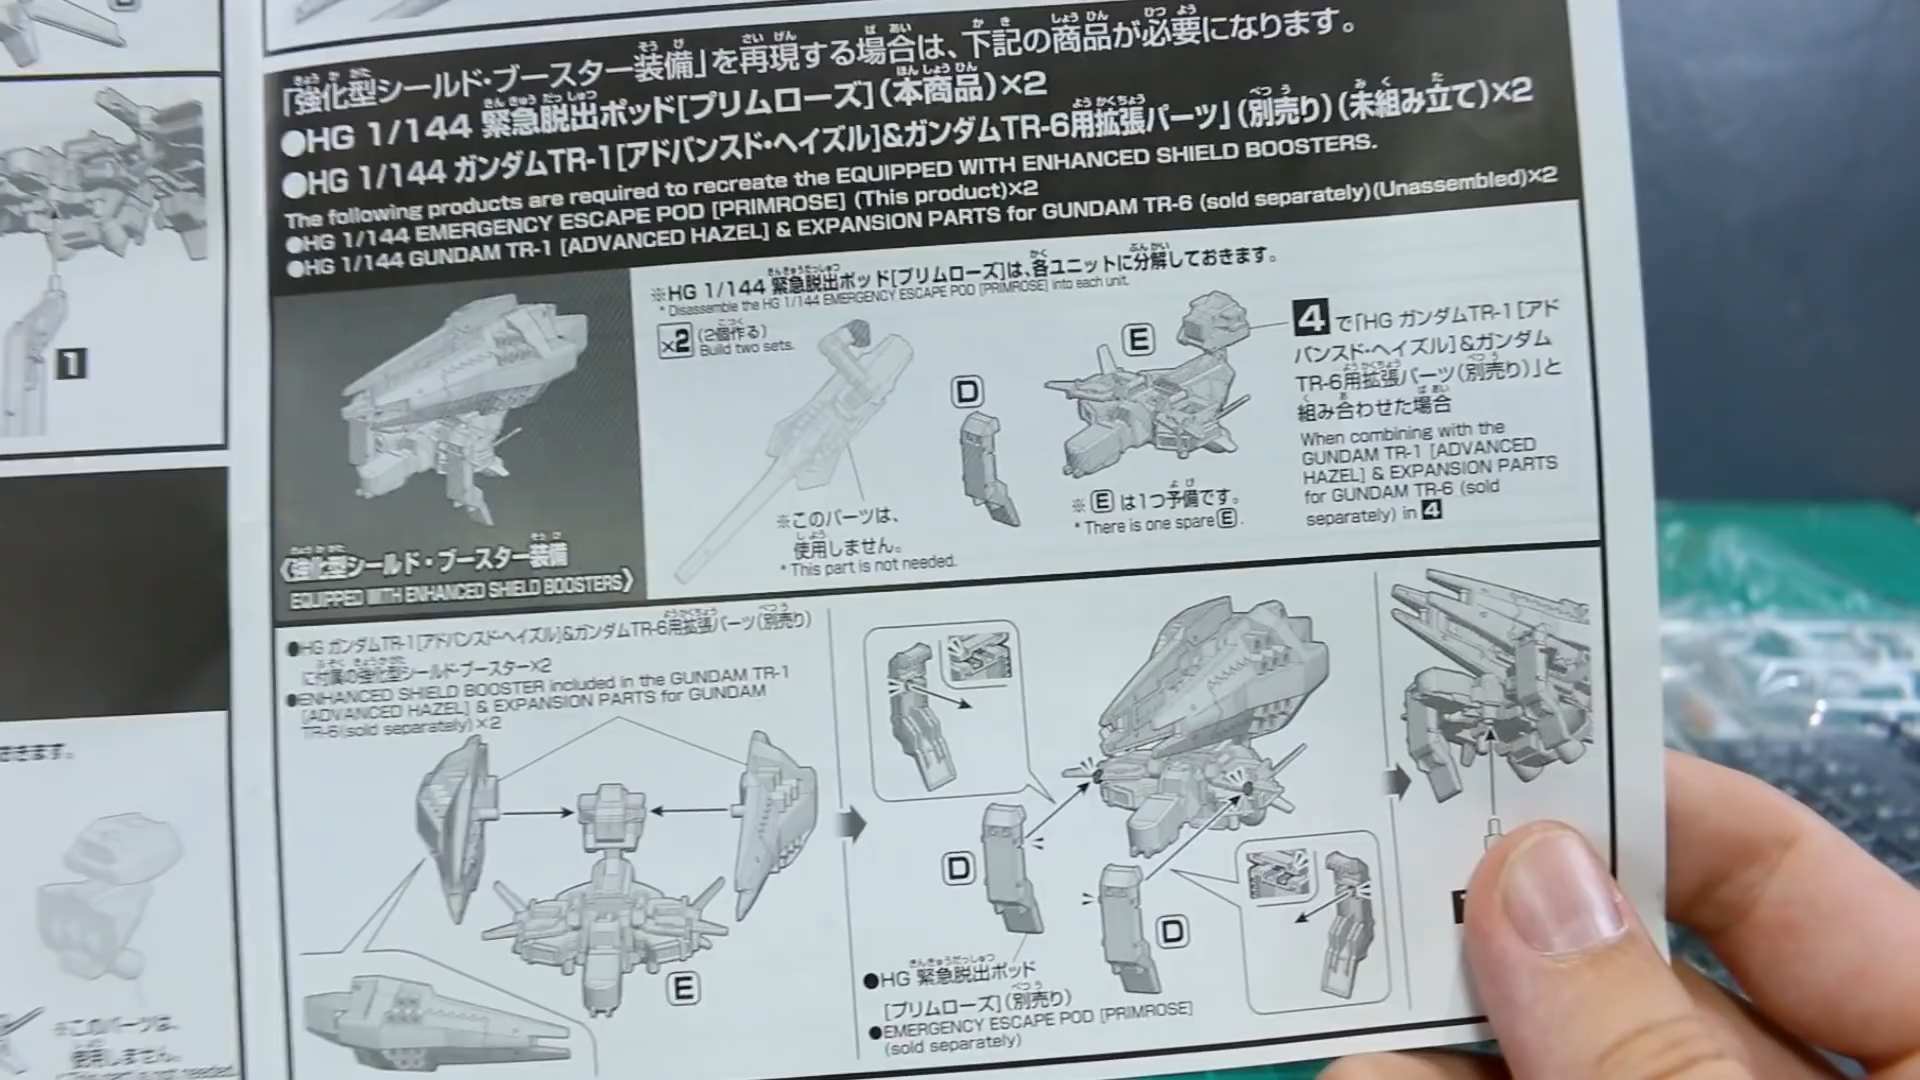 「強化型シールド・ブースター装備」を再現する場合は、下記の商品が必要になります。
●HG 1/144 緊急脱出ポッド[プリムローズ](本商品)×2
●HG 1/144 ガンダムTR-1[アドバンスド・ヘイズル]&ガンダムTR-6用拡張パーツ」(別売り)(未組み立て)×2
The following products are required to recreate the EQUIPPED WITH ENHANCED SHIELD BOOSTERS.
●HG 1/144 EMERGENCY ESCAPE POD [PRIMROSE] (This product)×2
●HG 1/144 GUNDAM TR-1 [ADVANCED HAZEL] & EXPANSION PARTS for GUNDAM TR-6 (sold separately)(Unassembled)×2
※HG 1/144 緊急脱出ポッド[プリムローズ]は、各ユニットに分解しておきます。
* Disassemble the HG 1/144 EMERGENCY ESCAPE POD [PRIMROSE] into each unit.
×2 (2個作る)
Build two sets.
D
E
※このパーツは、
使用しません。
* This part is not needed.
※Eは1つ予備です。
* There is one spare E.
4で「HG ガンダムTR-1[アド
バンスド・ヘイズル]&ガンダム
TR-6用拡張パーツ(別売り)」と
組み合わせた場合
When combining with the
GUNDAM TR-1 [ADVANCED
HAZEL] & EXPANSION PARTS
for GUNDAM TR-6 (sold
separately) in 4
《強化型シールド・ブースター装備
EQUIPPED WITH ENHANCED SHIELD BOOSTERS》
●HG ガンダムTR-1[アドバンスド・ヘイズル]&ガンダムTR-6用拡張パーツ(別売り)
に付属の強化型シールド・ブースター×2
●ENHANCED SHIELD BOOSTER included in the GUNDAM TR-1
[ADVANCED HAZEL] & EXPANSION PARTS for GUNDAM
TR-6(sold separately)×2
E
D
D
●HG 緊急脱出ポッド
[プリムローズ](別売り)
●EMERGENCY ESCAPE POD [PRIMROSE]
(sold separately)
1
きます。
※このパーツは、
使用しません。